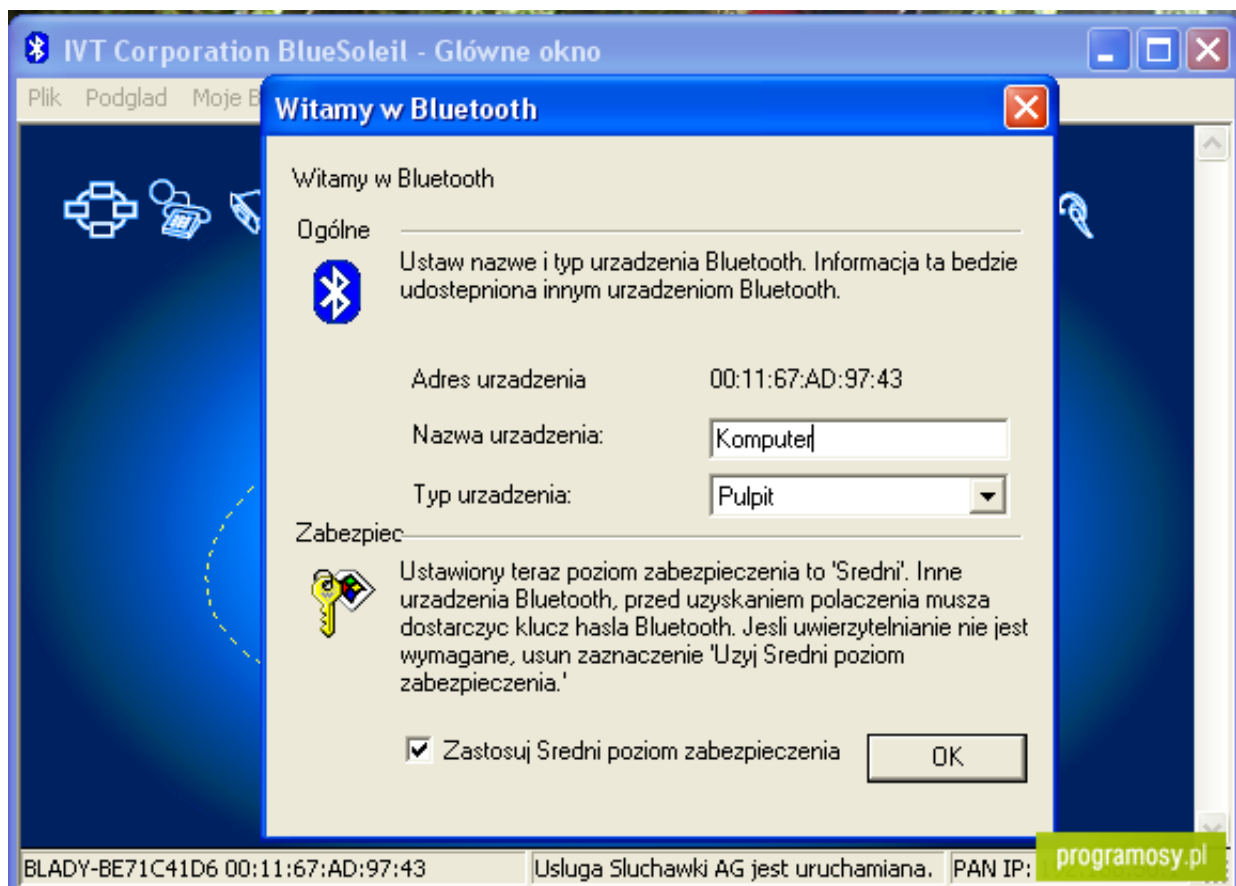 IVT Corporation BlueSoleil - Glówne okno
Plik Podglad Moje
Witamy w Bluetooth
Witamy w Bluetooth
Ogólne
Ustaw nazwe i typ urzadzenia Bluetooth. Informacja ta bedzie
udostepniona innym urzadzeniom Bluetooth.
Adres urzadzenia 00:11:67:AD:97:43
Nazwa urzadzenia: Komputer
Typ urzadzenia: Pulpit
Zabezpiec
Ustawiony teraz poziom zabezpieczenia to 'Sredni'. Inne
urzadzenia Bluetooth, przed uzyskaniem polaczenia musza
dostarczyc klucz hasla Bluetooth. Jesli uwierzytelnianie nie jest
wymagane, usun zaznaczenie 'Uzyj Sredni poziom
zabezpieczenia.'
Zastosuj Sredni poziom zabezpieczenia OK
BLADY-BE71C41D6 00:11:67:AD:97:43 Usluga Sluchawki AG jest uruchamiana. PAN IP:
programosy.pl